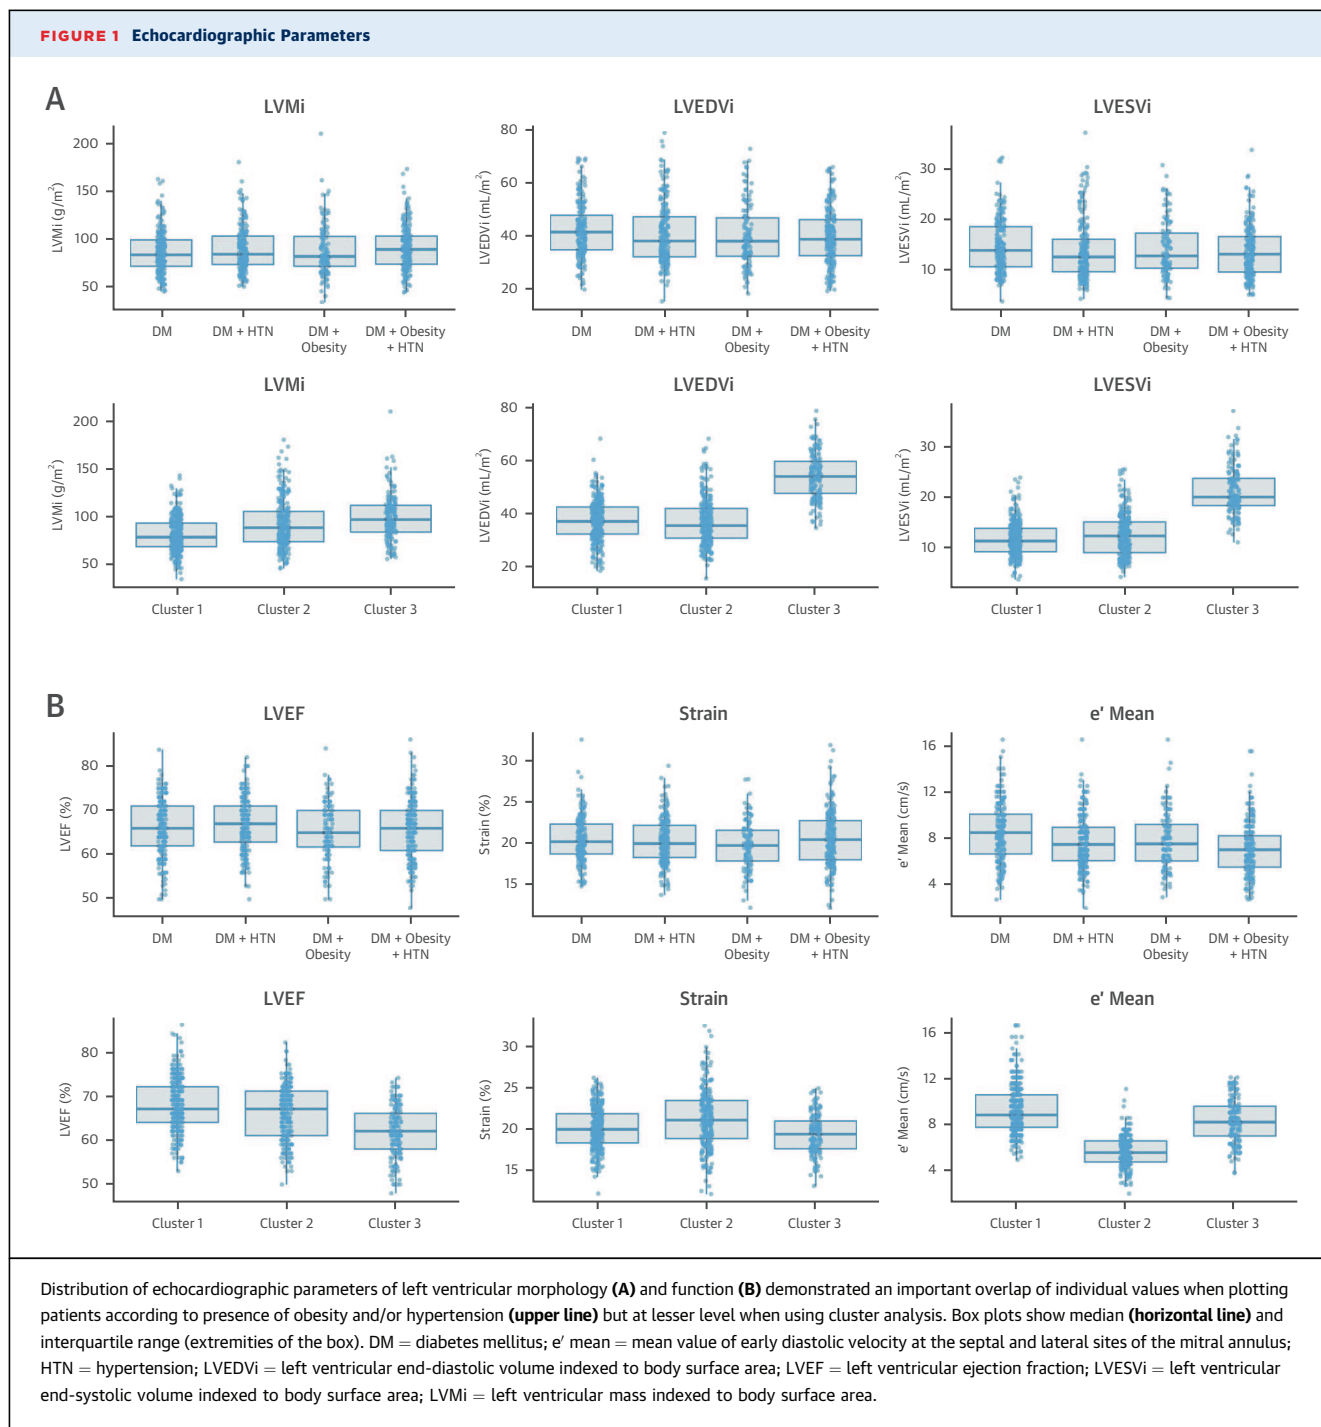 FIGURE 1 Echocardiographic Parameters
A
LVMi
LVMi (g/m²)
200
150
100
50
DM
DM + HTN
DM + Obesity
DM + Obesity + HTN
LVEDVi
LVEDVi (mL/m²)
80
60
40
20
DM
DM + HTN
DM + Obesity
DM + Obesity + HTN
LVESVi
LVESVi (mL/m²)
30
20
10
DM
DM + HTN
DM + Obesity
DM + Obesity + HTN
LVMi
LVMi (g/m²)
200
150
100
50
Cluster 1
Cluster 2
Cluster 3
LVEDVi
LVEDVi (mL/m²)
80
60
40
20
Cluster 1
Cluster 2
Cluster 3
LVESVi
LVESVi (mL/m²)
30
20
10
Cluster 1
Cluster 2
Cluster 3
B
LVEF
LVEF (%)
80
70
60
50
DM
DM + HTN
DM + Obesity
DM + Obesity + HTN
Strain
Strain (%)
30
25
20
15
DM
DM + HTN
DM + Obesity
DM + Obesity + HTN
e′ Mean
e′ Mean (cm/s)
16
12
8
4
DM
DM + HTN
DM + Obesity
DM + Obesity + HTN
LVEF
LVEF (%)
80
70
60
50
Cluster 1
Cluster 2
Cluster 3
Strain
Strain (%)
30
25
20
15
Cluster 1
Cluster 2
Cluster 3
e′ Mean
e′ Mean (cm/s)
16
12
8
4
Cluster 1
Cluster 2
Cluster 3
Distribution of echocardiographic parameters of left ventricular morphology (A) and function (B) demonstrated an important overlap of individual values when plotting
patients according to presence of obesity and/or hypertension (upper line) but at lesser level when using cluster analysis. Box plots show median (horizontal line) and
interquartile range (extremities of the box). DM = diabetes mellitus; e′ mean = mean value of early diastolic velocity at the septal and lateral sites of the mitral annulus;
HTN = hypertension; LVEDVi = left ventricular end-diastolic volume indexed to body surface area; LVEF = left ventricular ejection fraction; LVESVi = left ventricular
end-systolic volume indexed to body surface area; LVMi = left ventricular mass indexed to body surface area.